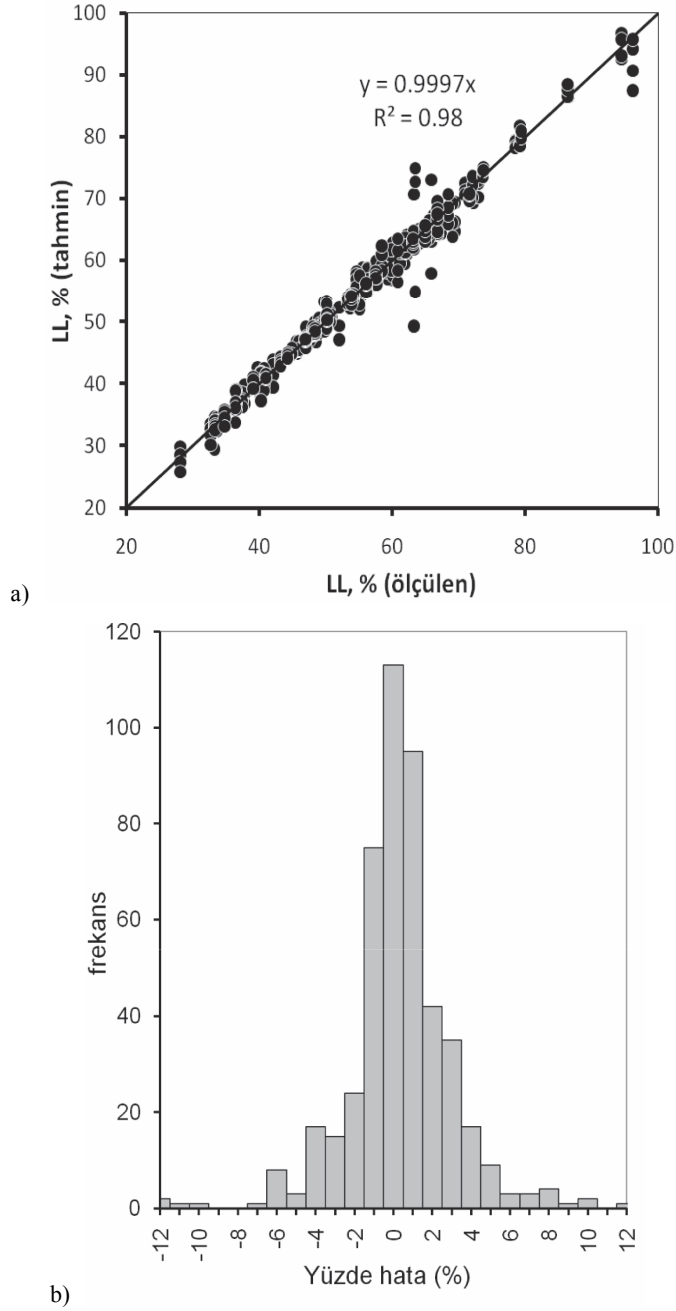 100
90
80
70
60
50
40
30
20
LL, % (tahmin)
y = 0.9997x
R² = 0.98
20 40 60 80 100
LL, % (ölçülen)
a)
120
100
80
60
40
20
0
frekans
-12 -10 -8 -6 -4 -2 0 2 4 6 8 10 12
Yüzde hata (%)
b)